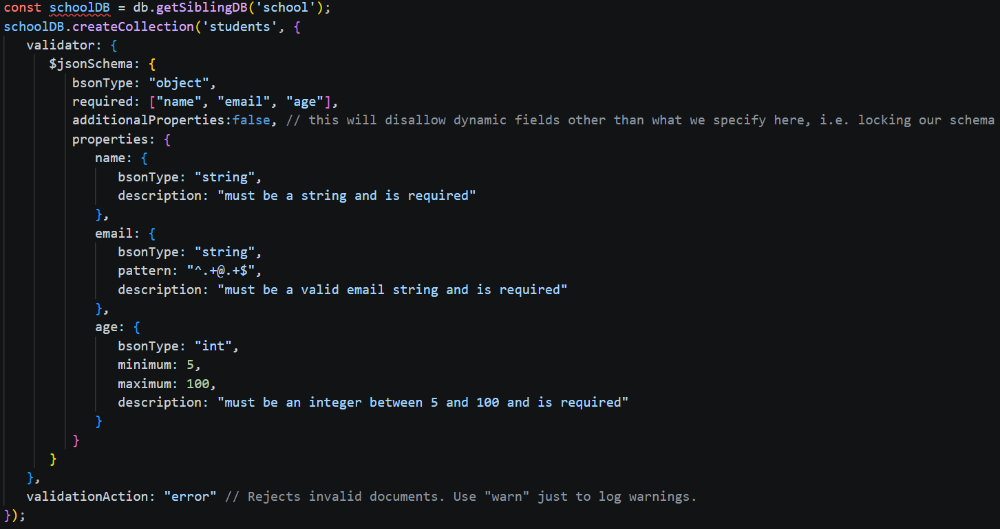 const schoolDB = db.getSiblingDB('school');
schoolDB.createCollection('students', {
   validator: {
      $jsonSchema: {
         bsonType: "object",
         required: ["name", "email", "age"],
         additionalProperties:false, // this will disallow dynamic fields other than what we specify here, i.e. locking our schema
         properties: {
            name: {
               bsonType: "string",
               description: "must be a string and is required"
            },
            email: {
               bsonType: "string",
               pattern: "^.+@.+$",
               description: "must be a valid email string and is required"
            },
            age: {
               bsonType: "int",
               minimum: 5,
               maximum: 100,
               description: "must be an integer between 5 and 100 and is required"
            }
         }
      }
   },
   validationAction: "error" // Rejects invalid documents. Use "warn" just to log warnings.
});